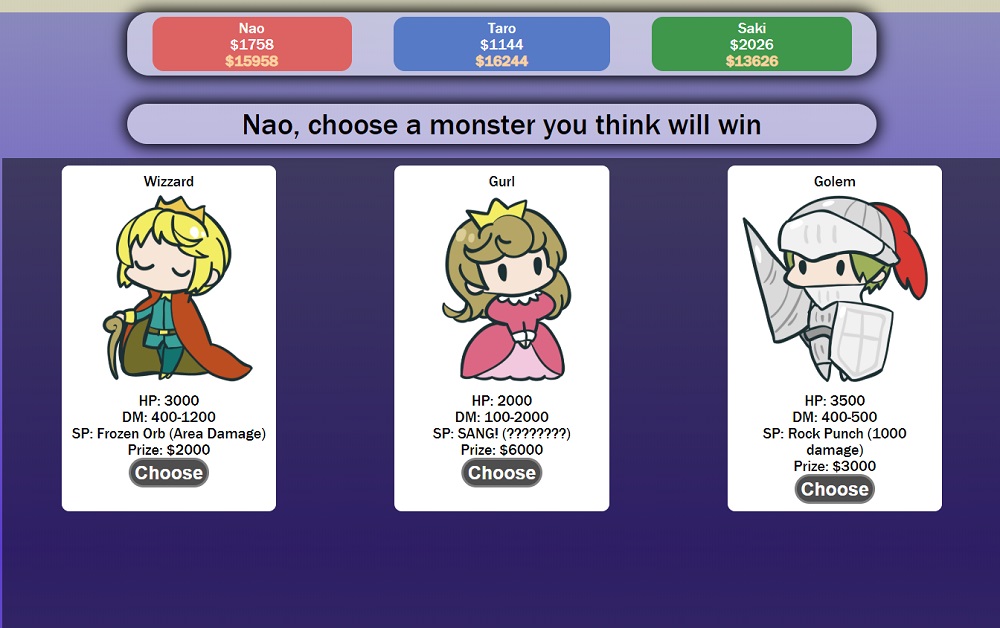 Nao
$1758
$15958
Taro
$1144
$16244
Saki
$2026
$13626
Nao, choose a monster you think will win
Wizzard
HP: 3000
DM: 400-1200
SP: Frozen Orb (Area Damage)
Prize: $2000
Choose
Gurl
HP: 2000
DM: 100-2000
SP: SANG! (????????)
Prize: $6000
Choose
Golem
HP: 3500
DM: 400-500
SP: Rock Punch (1000
damage)
Prize: $3000
Choose